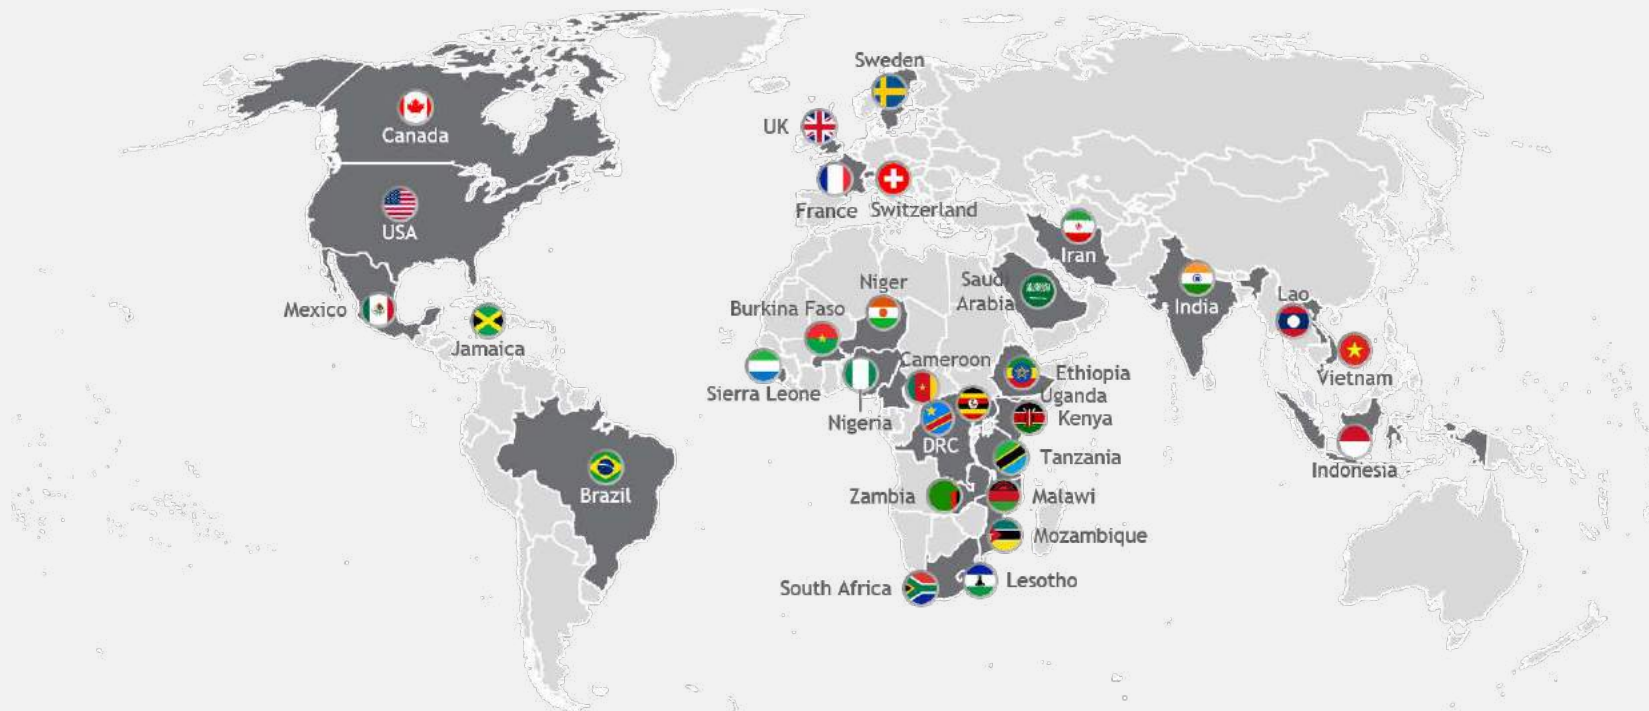 Sweden
UK
Canada
France
Switzerland
USA
Iran
Saudi
Arabia
Niger
India
Lao
Mexico
Burkina Faso
Jamaica
Cameroon
Ethiopia
Vietnam
Sierra Leone
Uganda
Nigeria
Kenya
DRC
Tanzania
Indonesia
Brazil
Zambia
Malawi
Mozambique
South Africa
Lesotho